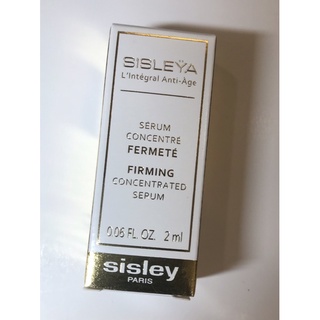 SISLEŸA
L'Intégral Anti-Âge
SÉRUM
CONCENTRÉ
FERMETÉ
FIRMING
CONCENTRATED
SERUM
0.06 FL. OZ. 2 ml
sisley
PARIS